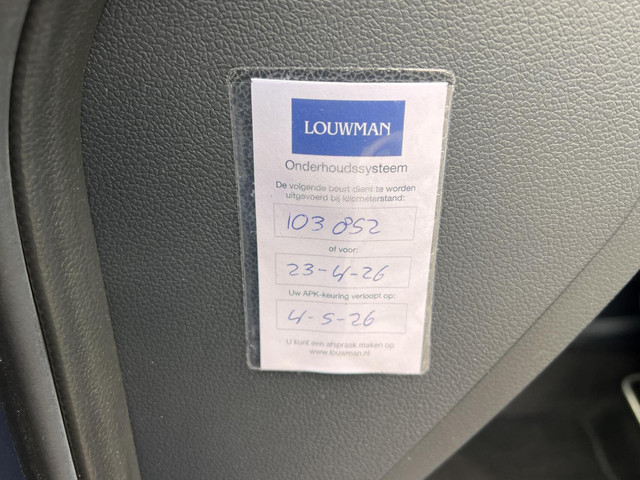 LOUWMAN
Onderhoudssysteem
De volgende beurt dient te worden
uitgevoerd bij kilometerstand:
103 852
of voor:
23-4-26
Uw APK-keuring verloopt op:
4-5-26
U kunt een afspraak maken op
www.louwman.nl